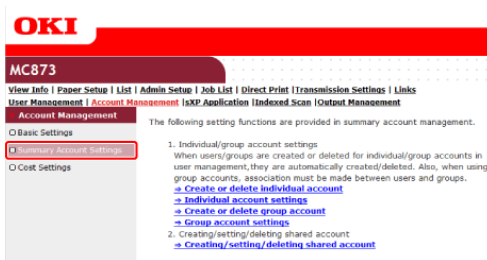 OKI
MC873
View Info | Paper Setup | List | Admin Setup | Job List | Direct Print |Transmission Settings | Links
User Management | Account Management |sXP Application |Indexed Scan |Output Management
Account Management
Basic Settings
Summary Account Settings
Cost Settings
The following setting functions are provided in summary account management.
1. Individual/group account settings
When users/groups are created or deleted for individual/group accounts in
user management,they are automatically created/deleted. Also, when using
group accounts, association must be made between users and groups.
→ Create or delete individual account
→ Individual account settings
→ Create or delete group account
→ Group account settings
2. Creating/setting/deleting shared account
→ Creating/setting/deleting shared account